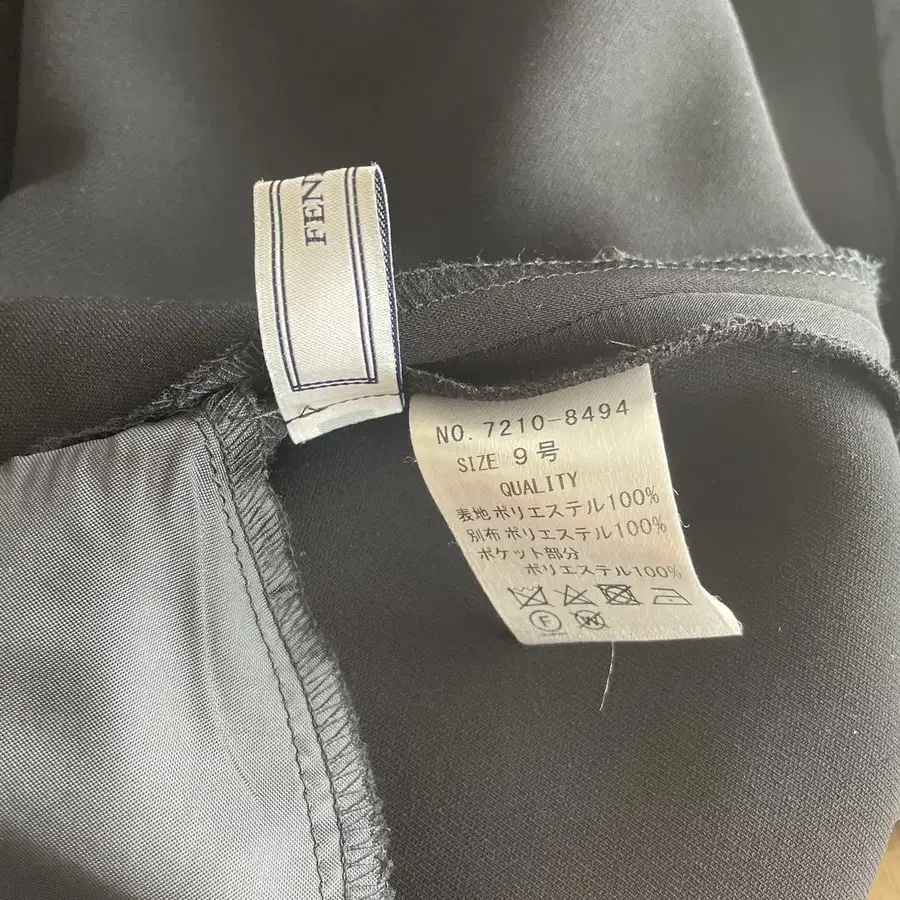 FEN
NO. 7210-8494
SIZE 9号
QUALITY
表地ポリエステル100%
別布 ポリエステル100%
ポケット部分
ポリエステル100%
F W